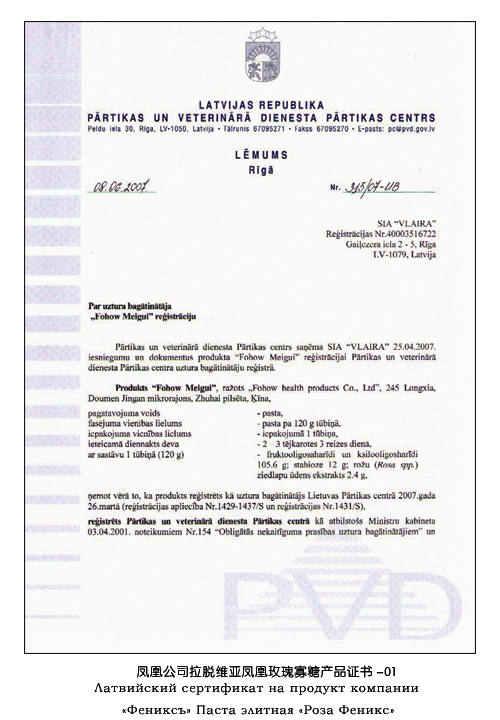 LATVIJAS REPUBLIKA
PĀRTIKAS UN VETERINĀRĀ DIENESTA PĀRTIKAS CENTRS
Peldu iela 30, Rīga, LV-1050, Latvija • Tālrunis 67095271 • Fakss 67095270 • E-pasts: pc@pvd.gov.lv
LĒMUMS
Rīgā
08.06.2007 Nr. 315/07-UB
SIA “VLAIRA”
Reģistrācijas Nr.40003516722
Gaiļezera iela 2 - 5, Rīga
LV-1079, Latvija
Par uztura bagātinātāja
„Fohow Meigui” reģistrāciju
Pārtikas un veterinārā dienesta Pārtikas centrs saņēma SIA “VLAIRA” 25.04.2007.
iesniegumu un dokumentus produkta “Fohow Meigui” reģistrācijai Pārtikas un veterinārā
dienesta Pārtikas centra uztura bagātinātāju reģistrā.
Produkts “Fohow Meigui”, ražots „Fohow health products Co., Ltd”, 245 Longxia,
Doumen Jingan mikrorajons, Zhuhai pilsēta, Ķīna,
pagatavojuma veids - pasta,
fasējuma vienības lielums - pasta pa 120 g tūbiņā,
iepakojuma vienības lielums - iepakojumā 1 tūbiņa,
ieteicamā diennakts deva - 2 – 3 tējkarotes 3 reizes dienā,
ar sastāvu 1 tūbiņā (120 g) - fruktooligosaharīdi un ksilooligosharīdi
105.6 g; stahioze 12 g; rožu (Rosa spp.)
ziedlapu ūdens ekstrakts 2.4 g,
ņemot vērā to, ka produkts reģistrēts kā uztura bagātinātājs Lietuvas Pārtikas centrā 2007.gada
26.martā (reģistrācijas apliecība Nr.1429-1437/S un reģistrācijas Nr.1431/S),
reģistrēts Pārtikas un veterinārā dienesta Pārtikas centrā kā atbilstošs Ministru kabineta
03.04.2001. noteikumiem Nr.154 “Obligātās nekaitīguma prasības uztura bagātinātājiem” un
PVD
凤凰公司拉脱维亚凤凰玫瑰寡糖产品证书 -01
Латвийский сертификат на продукт компании
«Фениксъ» Паста элитная «Роза Феникс»